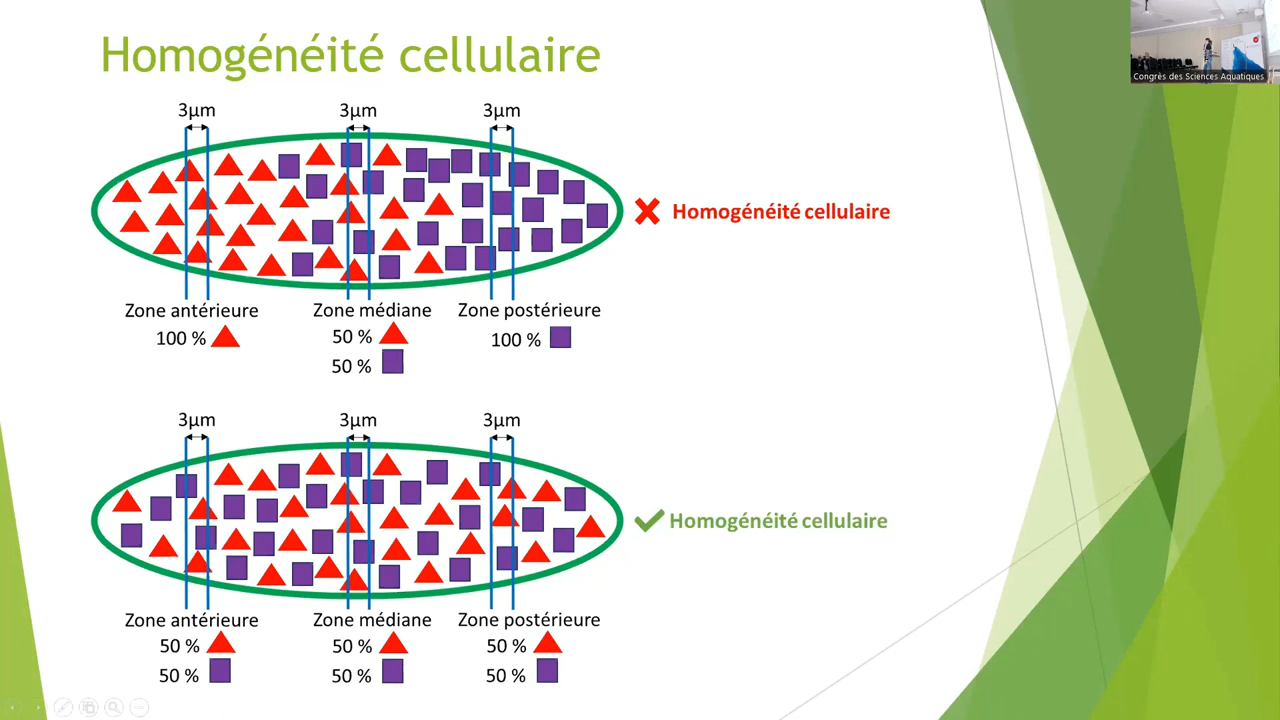 Homogénéité cellulaire
Congrès des Sciences Aquatiques
3µm 3µm 3µm
Homogénéité cellulaire
Zone antérieure Zone médiane Zone postérieure
100 % 50 % 100 %
50 %
3µm 3µm 3µm
Homogénéité cellulaire
Zone antérieure Zone médiane Zone postérieure
50 % 50 % 50 %
50 % 50 % 50 %